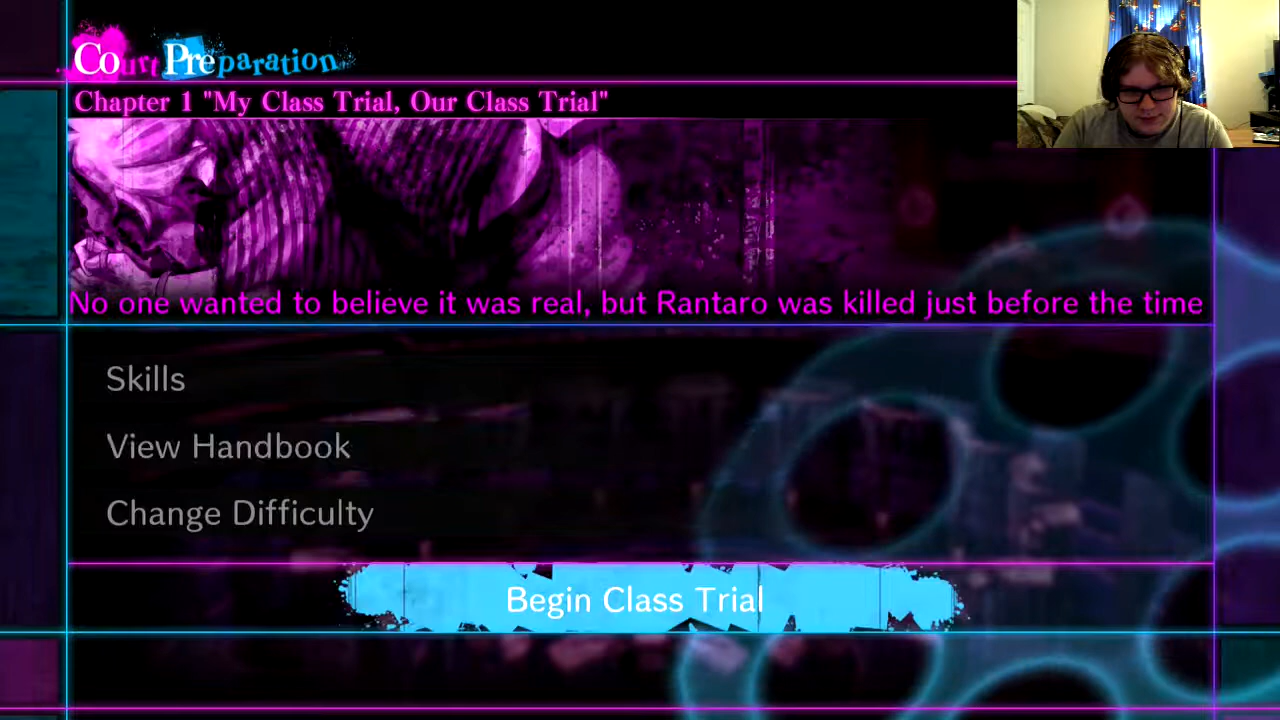 Court Preparation
Chapter 1 "My Class Trial, Our Class Trial"
No one wanted to believe it was real, but Rantaro was killed just before the time
Skills
View Handbook
Change Difficulty
Begin Class Trial